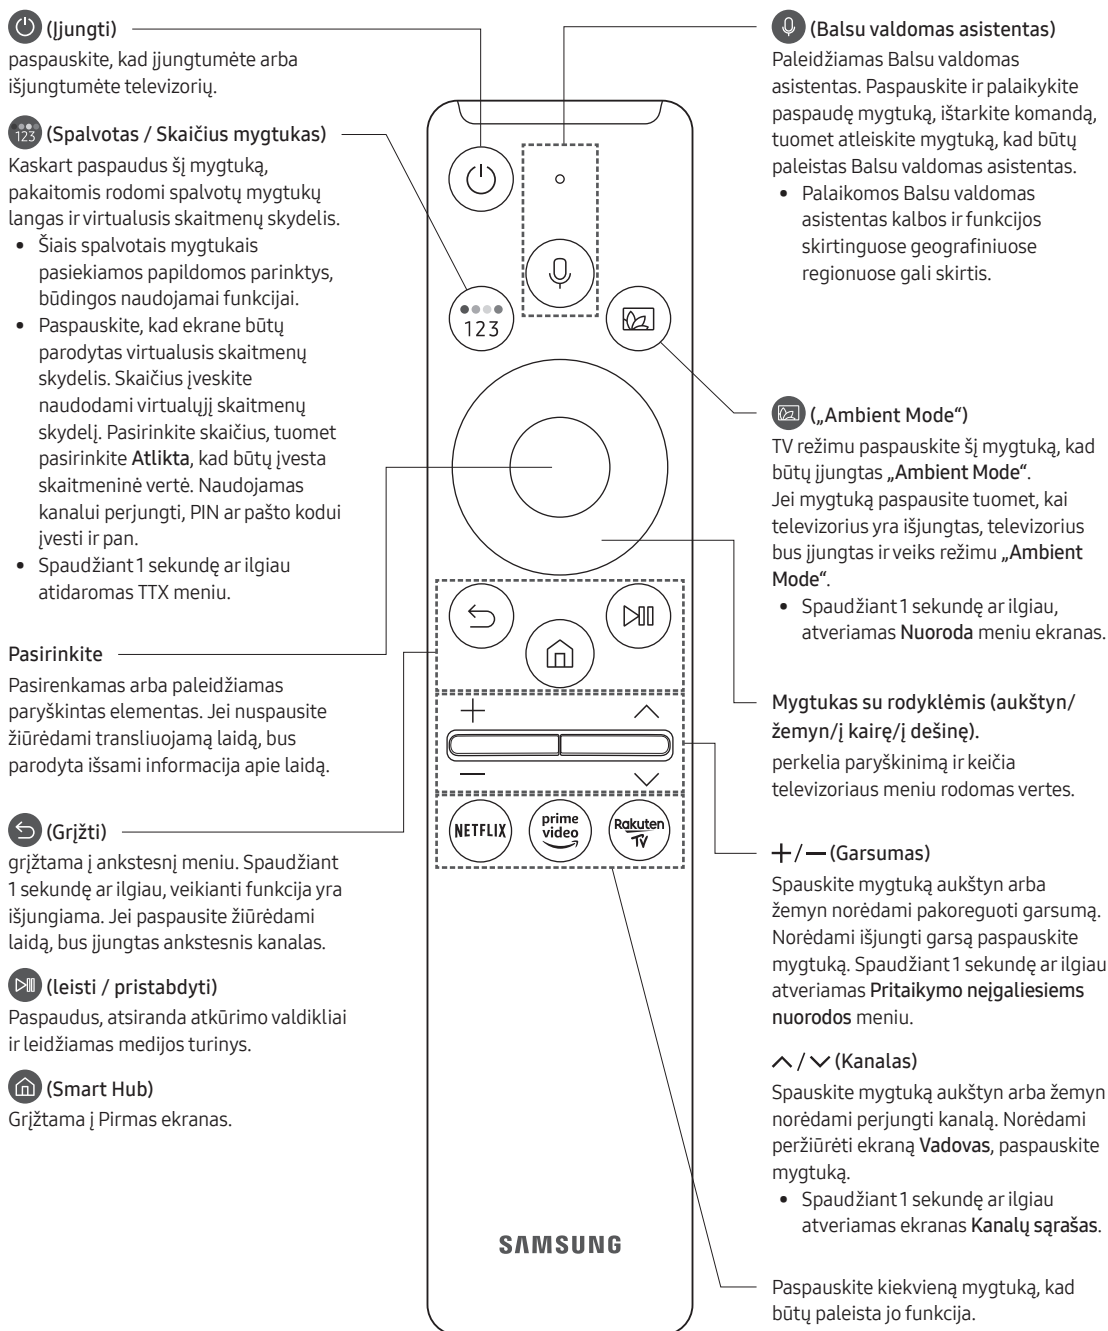 (Įjungti)
paspauskite, kad įjungtumėte arba
išjungtumėte televizorių.
123 (Spalvotas / Skaičius mygtukas)
Kaskart paspaudus šį mygtuką,
pakaitomis rodomi spalvotų mygtukų
langas ir virtualusis skaitmenų skydelis.
• Šiais spalvotais mygtukais
pasiekiamos papildomos parinktys,
būdingos naudojamai funkcijai.
• Paspauskite, kad ekrane būtų
parodytas virtualusis skaitmenų
skydelis. Skaičius įveskite
naudodami virtualųjį skaitmenų
skydelį. Pasirinkite skaičius, tuomet
pasirinkite Atlikta, kad būtų įvesta
skaitmeninė vertė. Naudojamas
kanalui perjungti, PIN ar pašto kodui
įvesti ir pan.
• Spaudžiant 1 sekundę ar ilgiau
atidaromas TTX meniu.
Pasirinkite
Pasirenkamas arba paleidžiamas
paryškintas elementas. Jei nuspausite
žiūrėdami transliuojamą laidą, bus
parodyta išsami informacija apie laidą.
(Grįžti)
grįžtama į ankstesnį meniu. Spaudžiant
1 sekundę ar ilgiau, veikianti funkcija yra
išjungiama. Jei paspausite žiūrėdami
laidą, bus įjungtas ankstesnis kanalas.
(leisti / pristabdyti)
Paspaudus, atsiranda atkūrimo valdikliai
ir leidžiamas medijos turinys.
(Smart Hub)
Grįžtama į Pirmas ekranas.
123
NETFLIX
prime
video
Rakuten
TV
SAMSUNG
(Balsu valdomas asistentas)
Paleidžiamas Balsu valdomas
asistentas. Paspauskite ir palaikykite
paspaudę mygtuką, ištarkite komandą,
tuomet atleiskite mygtuką, kad būtų
paleistas Balsu valdomas asistentas.
• Palaikomos Balsu valdomas
asistentas kalbos ir funkcijos
skirtinguose geografiniuose
regionuose gali skirtis.
(„Ambient Mode“)
TV režimu paspauskite šį mygtuką, kad
būtų įjungtas „Ambient Mode“.
Jei mygtuką paspausite tuomet, kai
televizorius yra išjungtas, televizorius
bus įjungtas ir veiks režimu „Ambient
Mode“.
• Spaudžiant 1 sekundę ar ilgiau,
atveriamas Nuoroda meniu ekranas.
Mygtukas su rodyklėmis (aukštyn/
žemyn/į kairę/į dešinę).
perkelia paryškinimą ir keičia
televizoriaus meniu rodomas vertes.
+ / — (Garsumas)
Spauskite mygtuką aukštyn arba
žemyn norėdami pakoreguoti garsumą.
Norėdami išjungti garsą paspauskite
mygtuką. Spaudžiant 1 sekundę ar ilgiau
atveriamas Pritaikymo neįgaliesiems
nuorodos meniu.
/ (Kanalas)
Spauskite mygtuką aukštyn arba žemyn
norėdami perjungti kanalą. Norėdami
peržiūrėti ekraną Vadovas, paspauskite
mygtuką.
• Spaudžiant 1 sekundę ar ilgiau
atveriamas ekranas Kanalų sąrašas.
Paspauskite kiekvieną mygtuką, kad
būtų paleista jo funkcija.